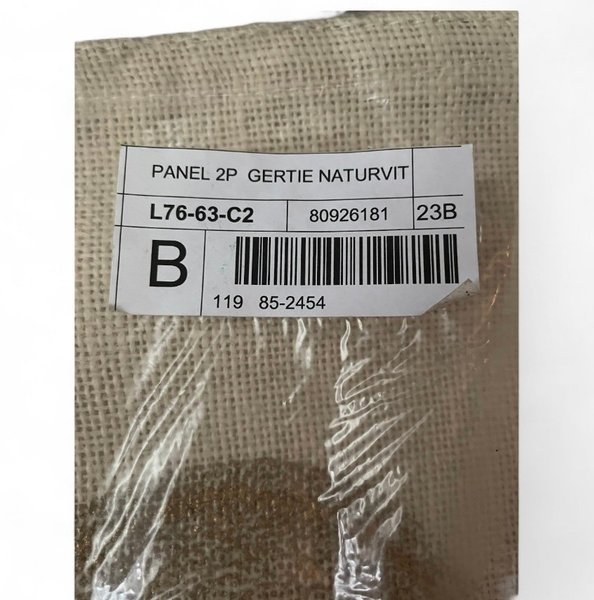 PANEL 2P GERTIE NATURVIT
L76-63-C2 80926181 23B
B
119 85-2454